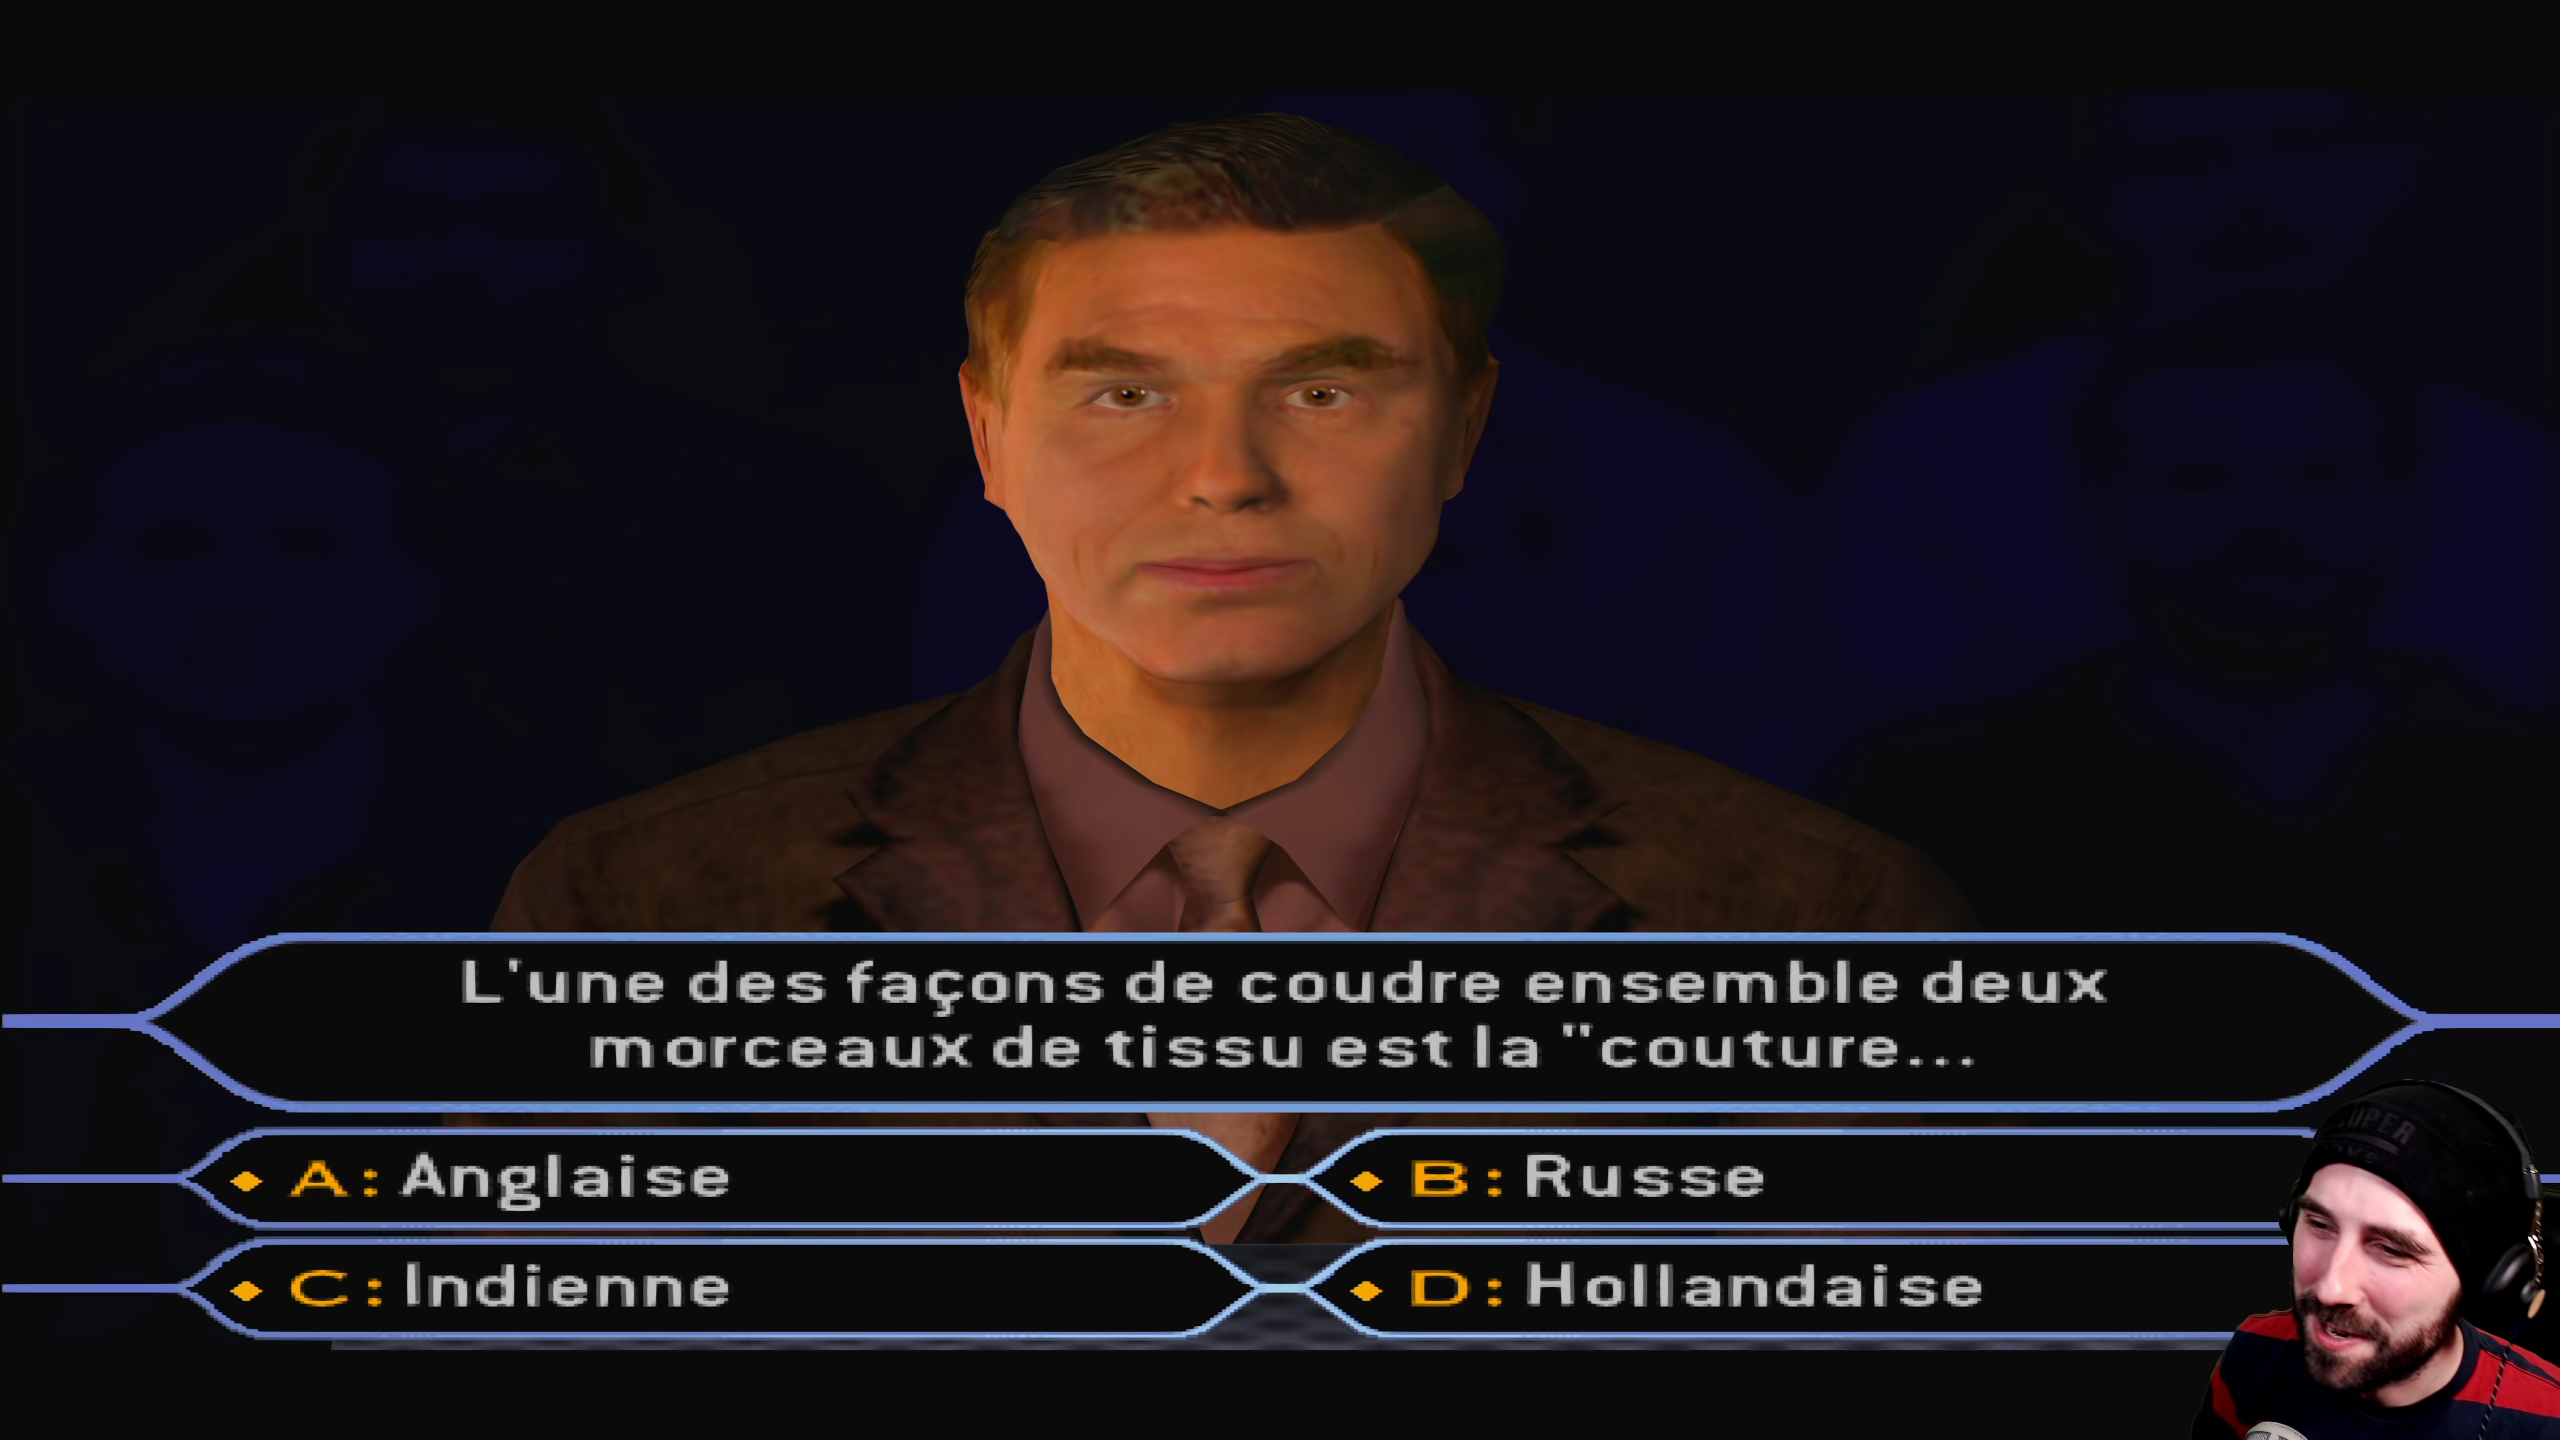 L'une des façons de coudre ensemble deux
morceaux de tissu est la "couture...
A: Anglaise
B: Russe
C: Indienne
D: Hollandaise